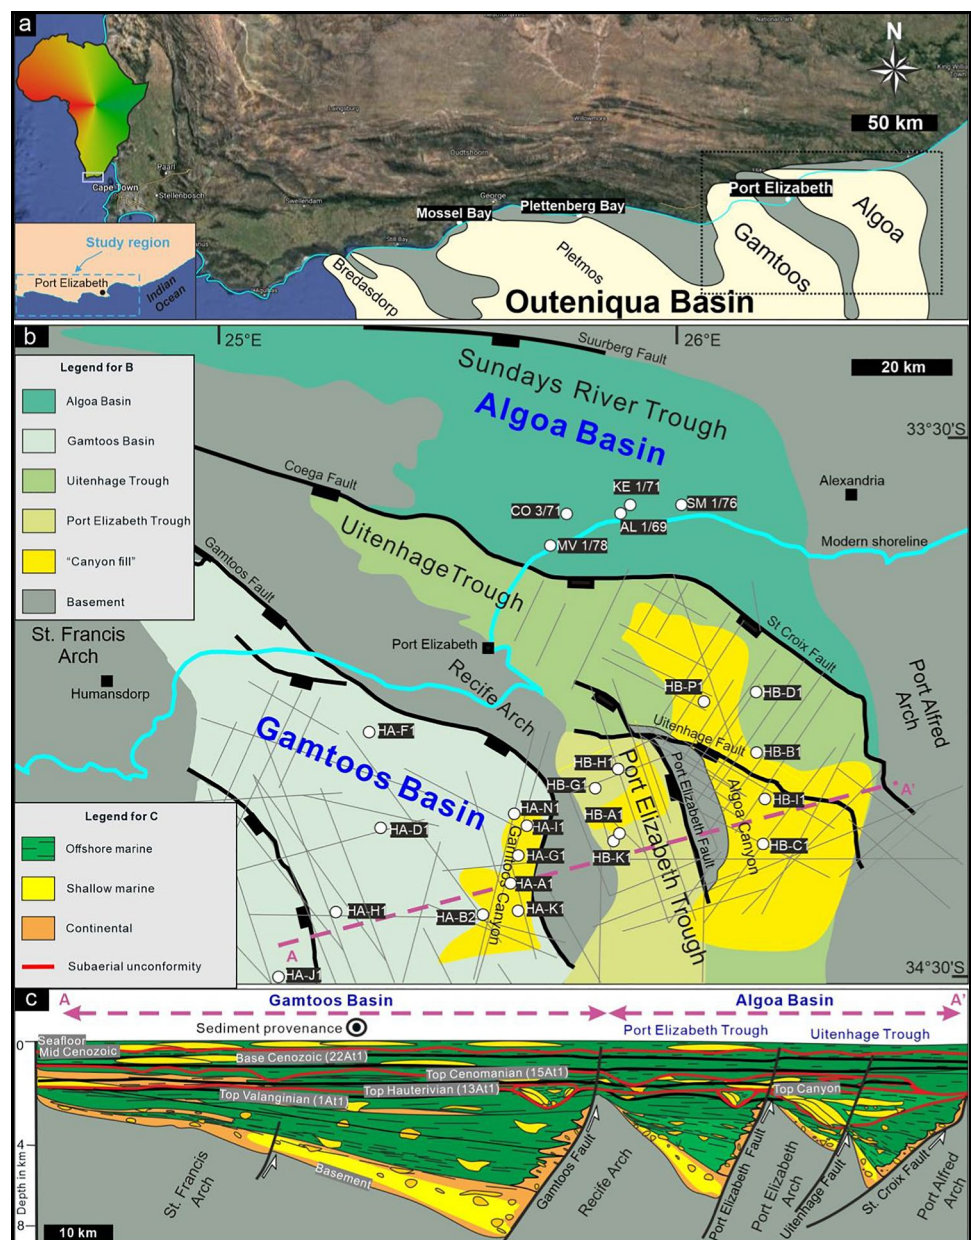 a
N
50 km
Laingsburg
Willowmore
Oudtshoorn
Paarl
Cape Town
Stellenbosch
Swellendam
George
Mossel Bay
Plettenberg Bay
Port Elizabeth
Still Bay
Study region
Port Elizabeth
Indian
Ocean
Bredasdorp
Pletmos
Gamtoos
Algoa
Outeniqua Basin
b
25°E
26°E
Suurberg Fault
20 km
Legend for B
Algoa Basin
Gamtoos Basin
Uitenhage Trough
Port Elizabeth Trough
"Canyon fill"
Basement
Sundays River Trough
Algoa Basin
33°30'S
Coega Fault
KE 1/71
SM 1/76
CO 3/71
AL 1/69
MV 1/78
Alexandria
Modern shoreline
Uitenhage Trough
Gamtoos Fault
St. Francis
Arch
Humansdorp
Port Elizabeth
Recife Arch
St Croix Fault
Port Alfred
Arch
HB-P1
HB-D1
Uitenhage Fault
HA-F1
HB-B1
Gamtoos Basin
HB-H1
HB-G1
HB-I1
A'
Port Elizabeth Trough
Port Elizabeth Fault
Algoa Canyon
HA-N1
HA-I1
HB-A1
HA-D1
HB-K1
HB-C1
HA-G1
Gamtoos Canyon
HA-A1
HA-H1
HA-B2
HA-K1
A
HA-J1
34°30'S
Legend for C
Offshore marine
Shallow marine
Continental
Subaerial unconformity
c
A
Gamtoos Basin
Algoa Basin
A'
Sediment provenance
Port Elizabeth Trough
Uitenhage Trough
0
Seafloor
Mid Cenozoic
Base Cenozoic (22At1)
Top Cenomanian (15At1)
Top Hauterivian (13At1)
Top Valanginian (1At1)
Top Canyon
4
Depth in km
8
Basement
St. Francis
Arch
Gamtoos Fault
Recife Arch
Port Elizabeth Fault
Port Elizabeth
Arch
Uitenhage Fault
St. Croix Fault
Port Alfred
Arch
10 km